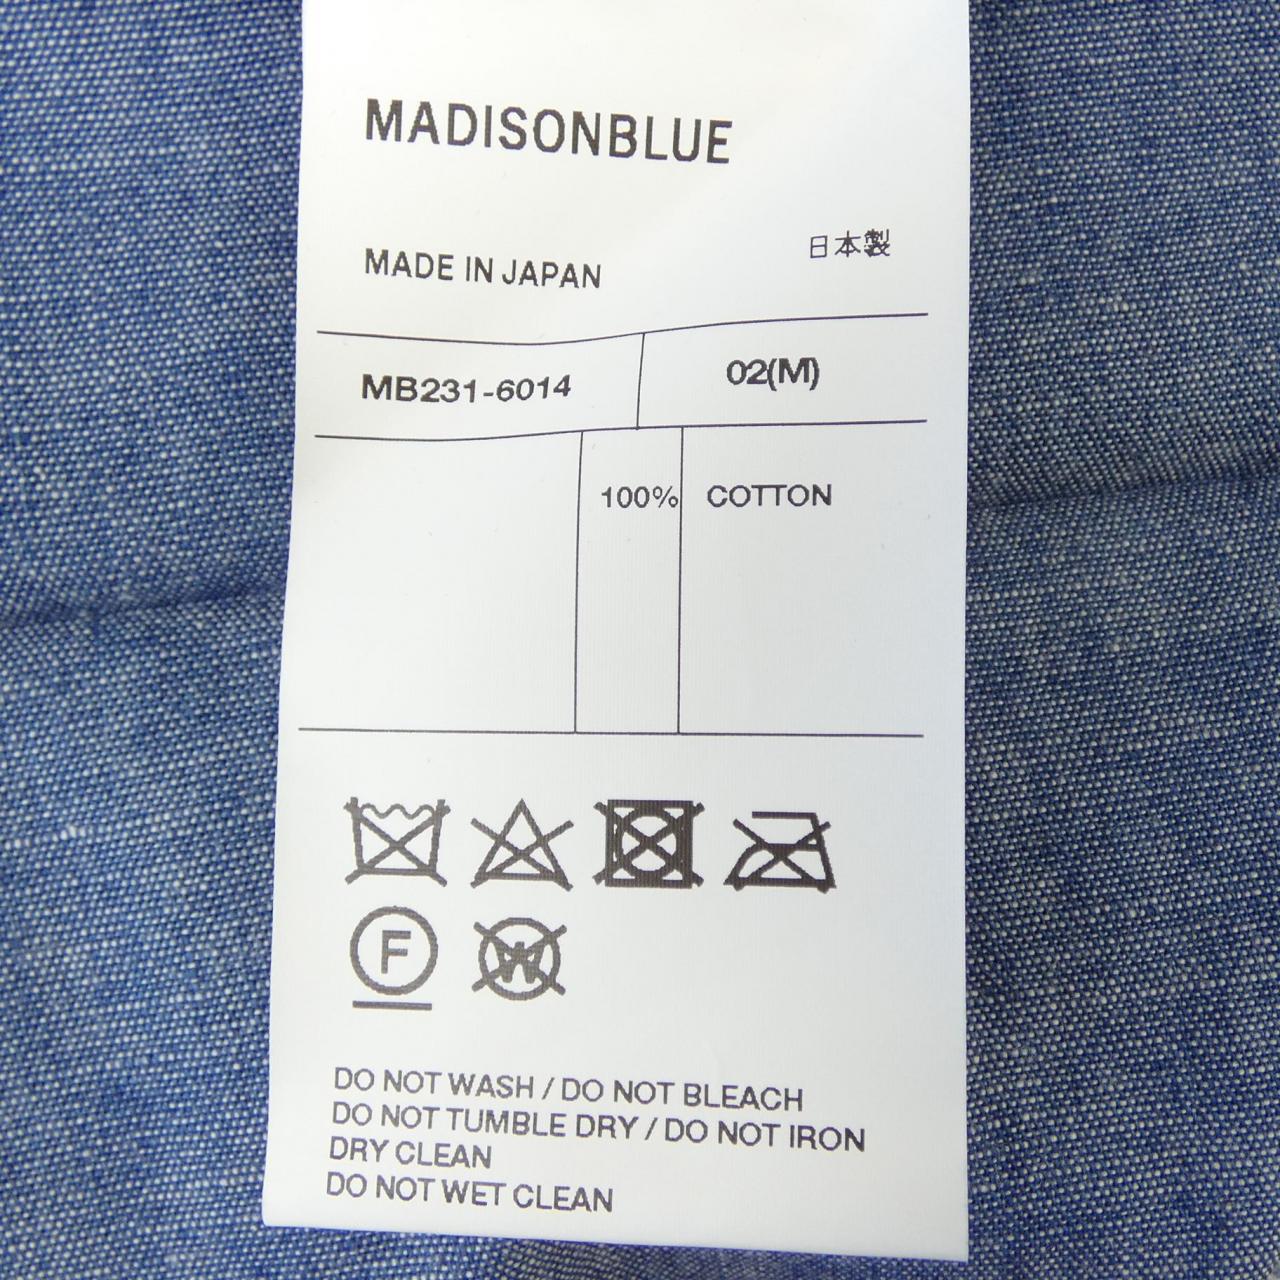 MADISONBLUE
MADE IN JAPAN 日本製
MB231-6014 02(M)
100% COTTON
F W
DO NOT WASH / DO NOT BLEACH
DO NOT TUMBLE DRY / DO NOT IRON
DRY CLEAN
DO NOT WET CLEAN